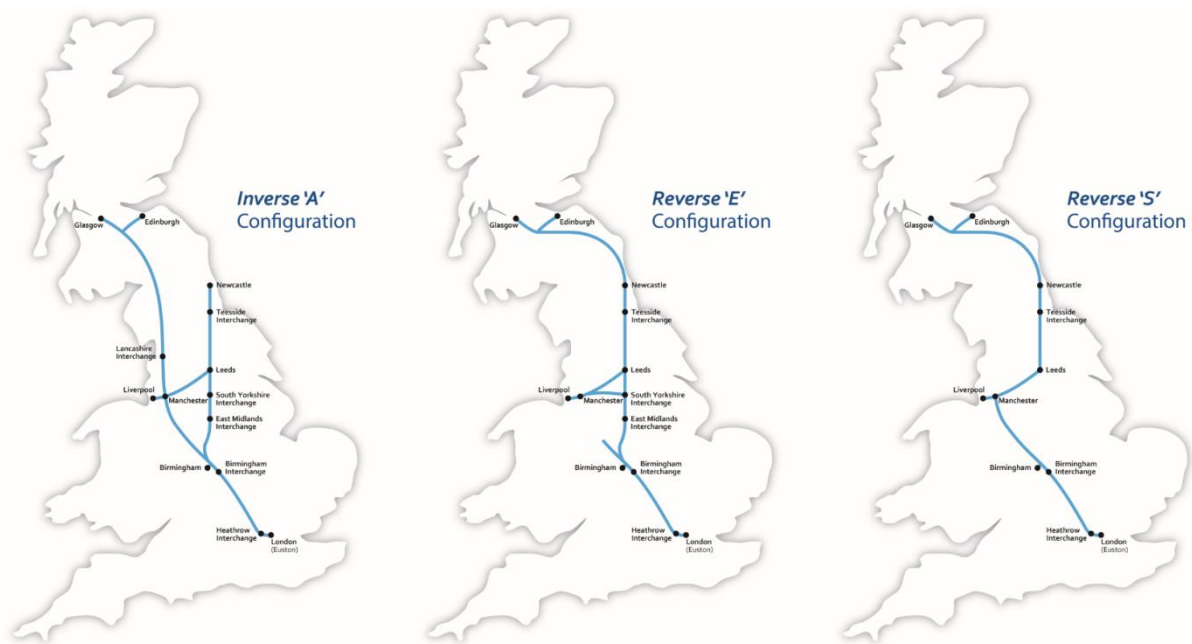 Inverse ‘A’
Configuration
Glasgow
Edinburgh
Newcastle
Teesside
Interchange
Lancashire
Interchange
Leeds
Liverpool
Manchester
South Yorkshire
Interchange
East Midlands
Interchange
Birmingham
Birmingham
Interchange
Heathrow
Interchange
London
(Euston)
Reverse ‘E’
Configuration
Glasgow
Edinburgh
Newcastle
Teesside
Interchange
Leeds
Liverpool
Manchester
South Yorkshire
Interchange
East Midlands
Interchange
Birmingham
Birmingham
Interchange
Heathrow
Interchange
London
(Euston)
Reverse ‘S’
Configuration
Glasgow
Edinburgh
Newcastle
Teesside
Interchange
Leeds
Liverpool
Manchester
Birmingham
Birmingham
Interchange
Heathrow
Interchange
London
(Euston)